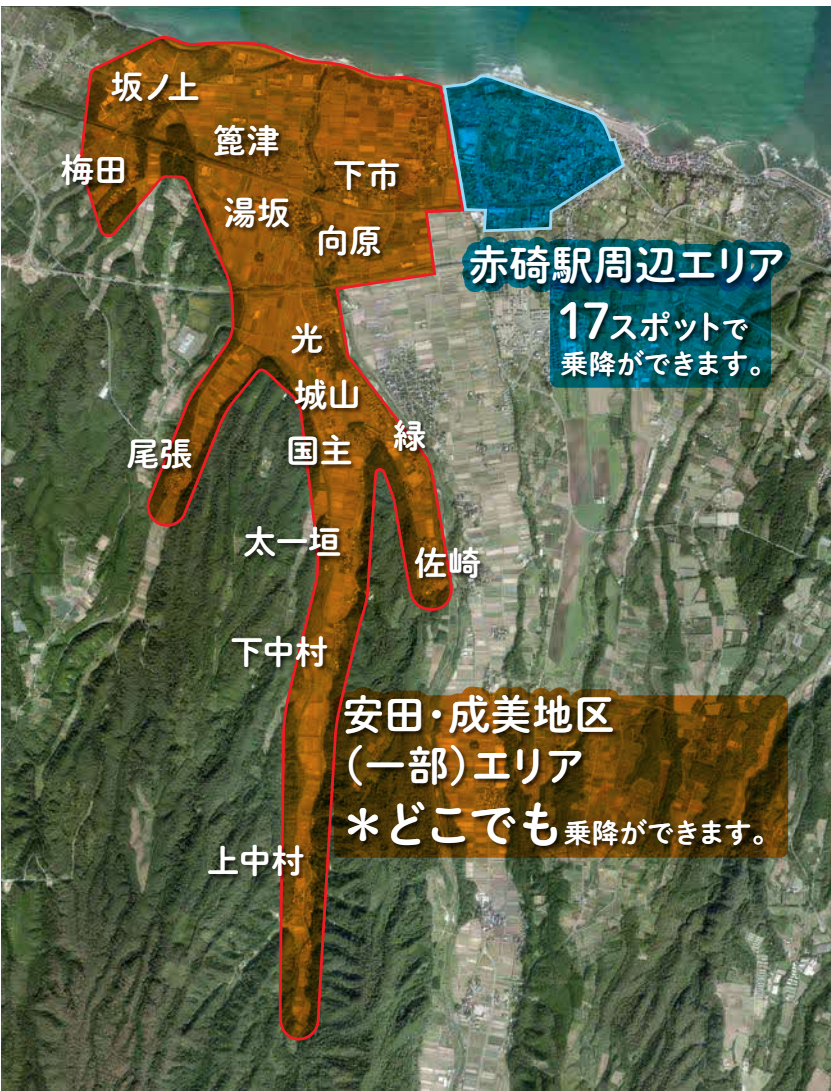 坂ノ上
箆津
梅田
下市
湯坂
向原
赤碕駅周辺エリア
17スポットで
乗降ができます。
光
城山
緑
国主
尾張
太一垣
佐崎
下中村
安田・成美地区
（一部）エリア
＊どこでも乗降ができます。
上中村